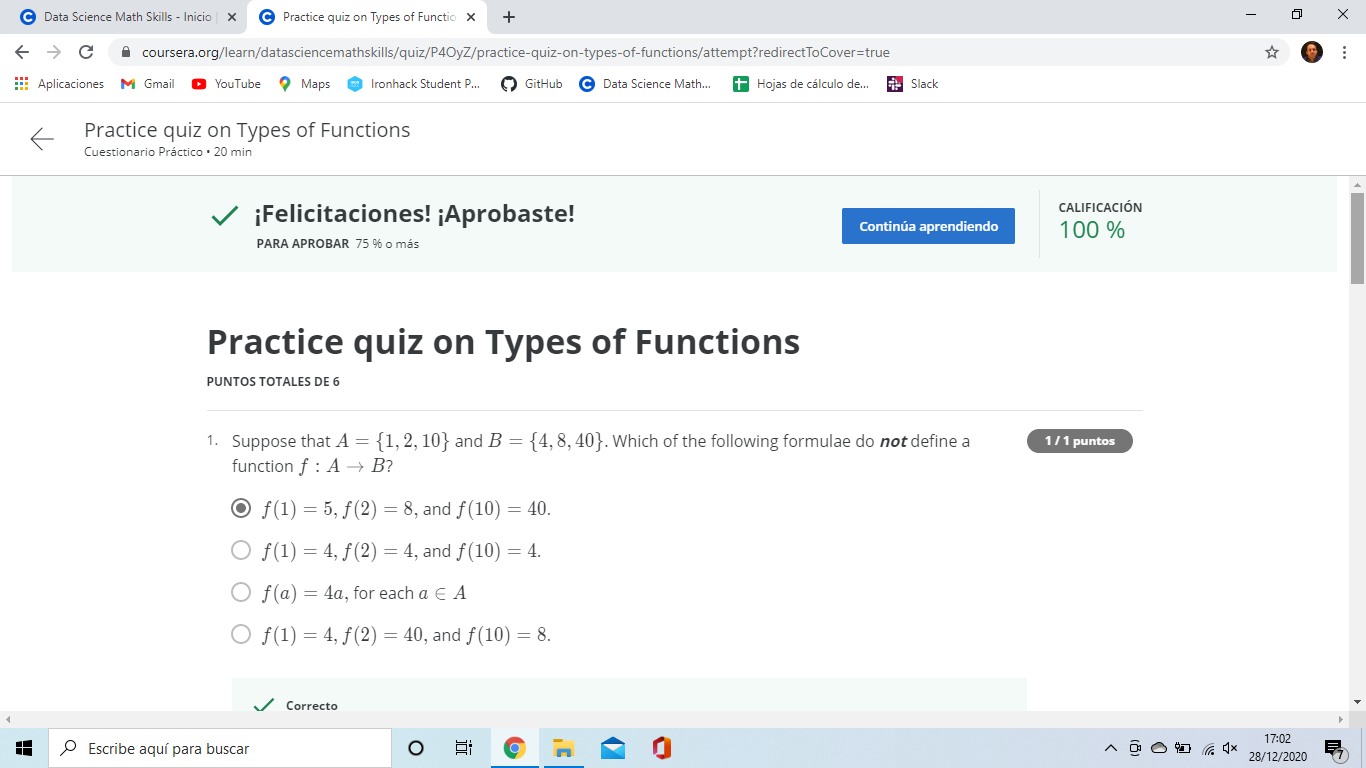 Data Science Math Skills - Inicio
Practice quiz on Types of Functio
coursera.org/learn/datasciencemathskills/quiz/P4OyZ/practice-quiz-on-types-of-functions/attempt?redirectToCover=true
Aplicaciones Gmail YouTube Maps Ironhack Student P... GitHub Data Science Math... Hojas de cálculo de... Slack
Practice quiz on Types of Functions
Cuestionario Práctico • 20 min
¡Felicitaciones! ¡Aprobaste!
PARA APROBAR 75 % o más
Continúa aprendiendo
CALIFICACIÓN
100 %
Practice quiz on Types of Functions
PUNTOS TOTALES DE 6
1. Suppose that A = {1, 2, 10} and B = {4, 8, 40}. Which of the following formulae do not define a
function f : A → B?
1 / 1 puntos
f(1) = 5, f(2) = 8, and f(10) = 40.
f(1) = 4, f(2) = 4, and f(10) = 4.
f(a) = 4a, for each a ∈ A
f(1) = 4, f(2) = 40, and f(10) = 8.
Correcto
Escribe aquí para buscar
17:02
28/12/2020
7